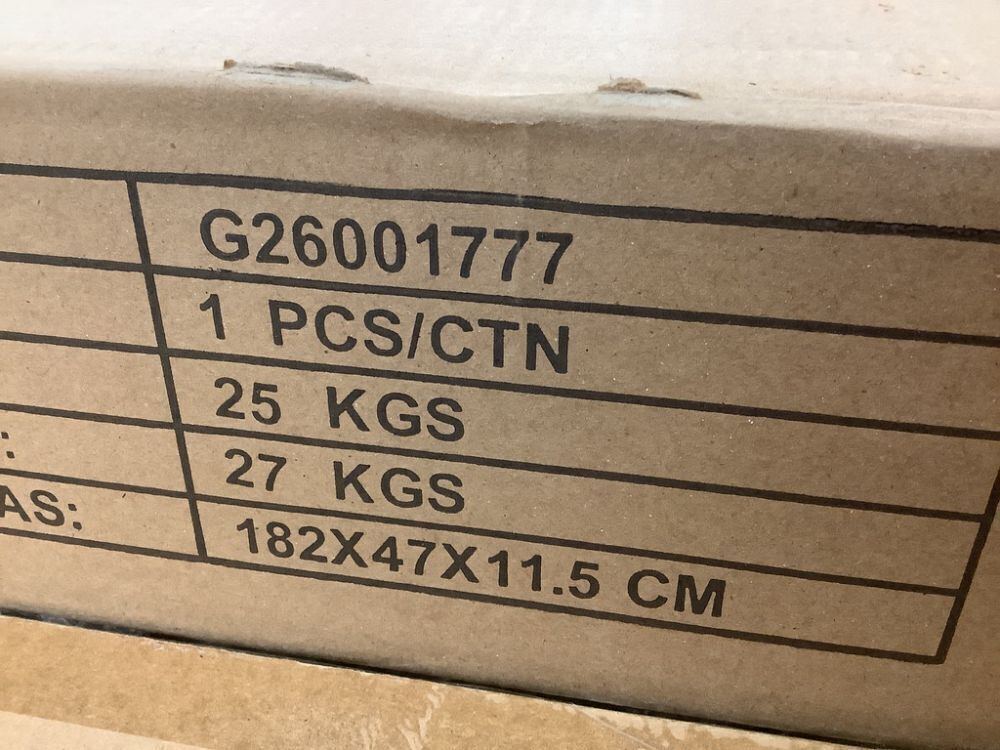 G26001777
1 PCS/CTN
25 KGS
: 27 KGS
AS: 182X47X11.5 CM